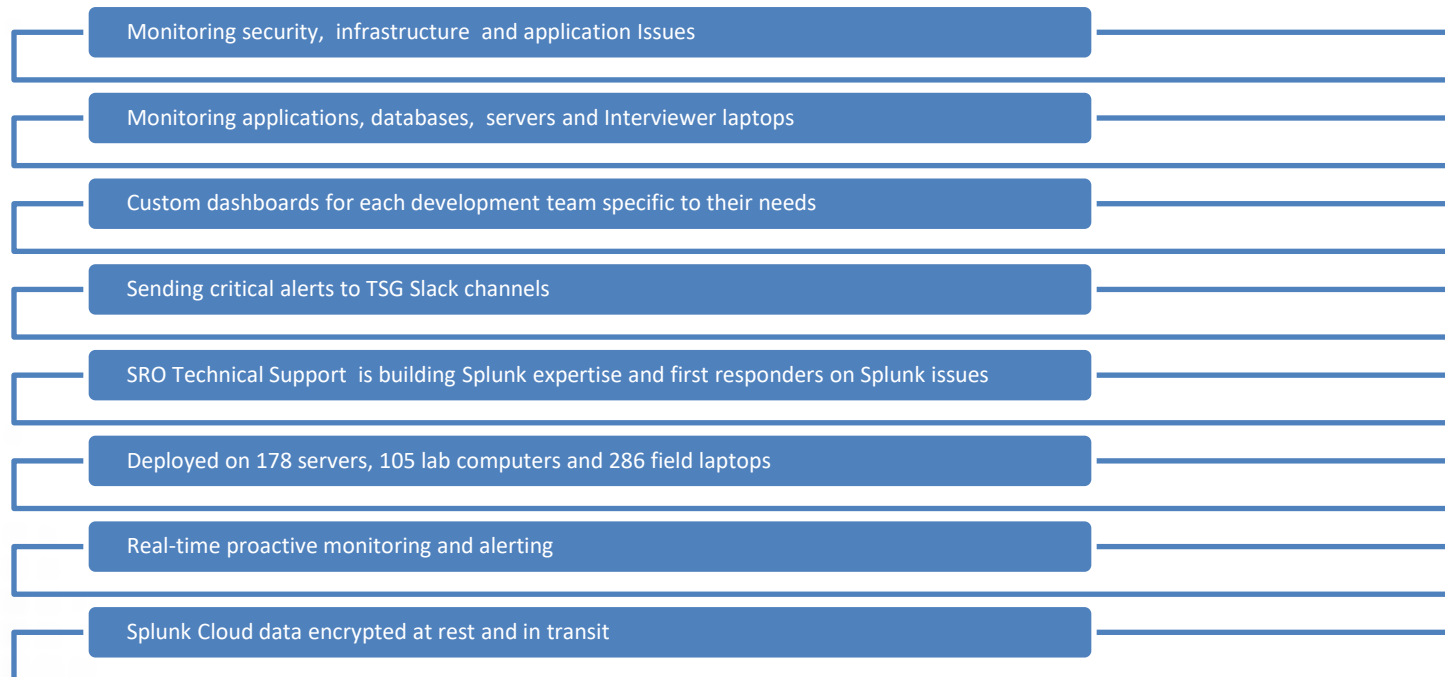 Monitoring security, infrastructure and application Issues
Monitoring applications, databases, servers and Interviewer laptops
Custom dashboards for each development team specific to their needs
Sending critical alerts to TSG Slack channels
SRO Technical Support is building Splunk expertise and first responders on Splunk issues
Deployed on 178 servers, 105 lab computers and 286 field laptops
Real-time proactive monitoring and alerting
Splunk Cloud data encrypted at rest and in transit